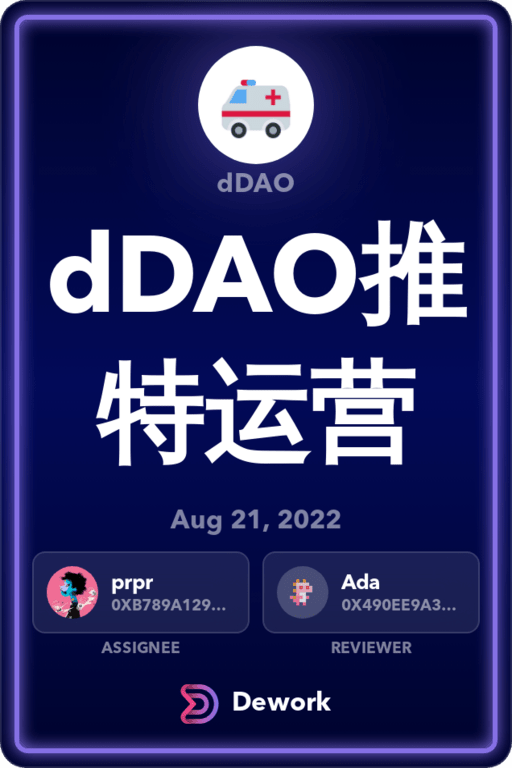 dDAO
dDAO推
特运营
Aug 21, 2022
prpr
0XB789A129...
Ada
0X490EE9A3...
ASSIGNEE
REVIEWER
Dework